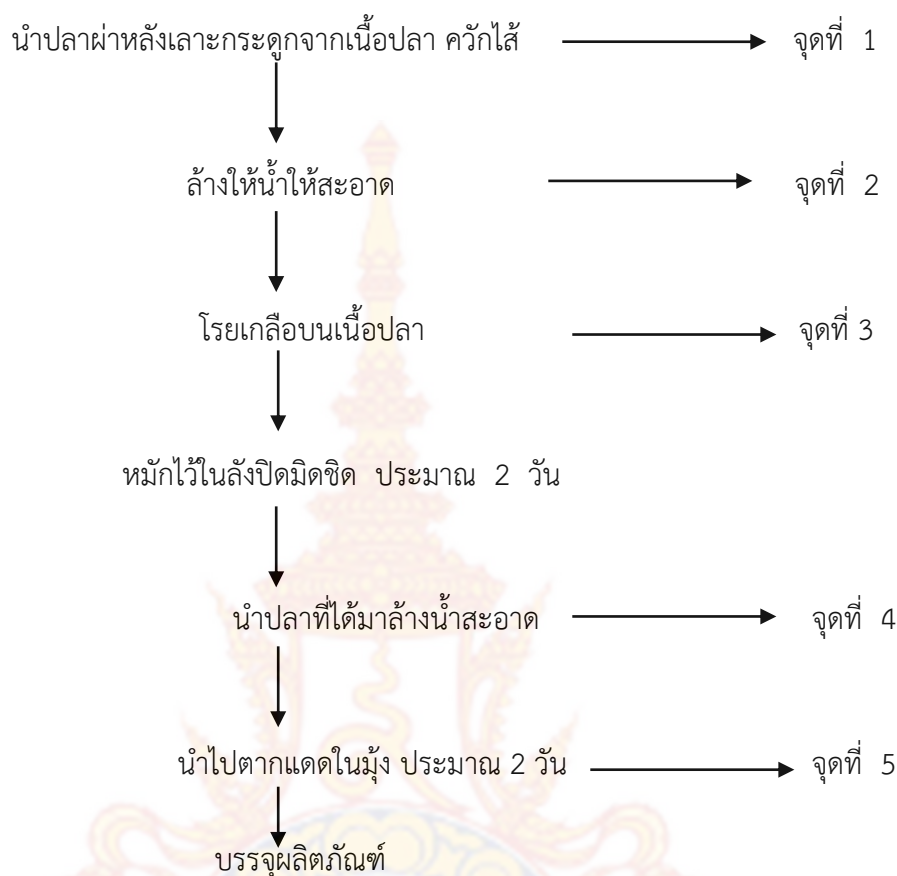 นำปลาผ่าหลังเลาะกระดูกจากเนื้อปลา ควักไส้ จุดที่ 1
ล้างให้น้ำให้สะอาด จุดที่ 2
โรยเกลือบนเนื้อปลา จุดที่ 3
หมักไว้ในลังปิดมิดชิด ประมาณ 2 วัน
นำปลาที่ได้มาล้างน้ำสะอาด จุดที่ 4
นำไปตากแดดในมุ้ง ประมาณ 2 วัน จุดที่ 5
บรรจุผลิตภัณฑ์